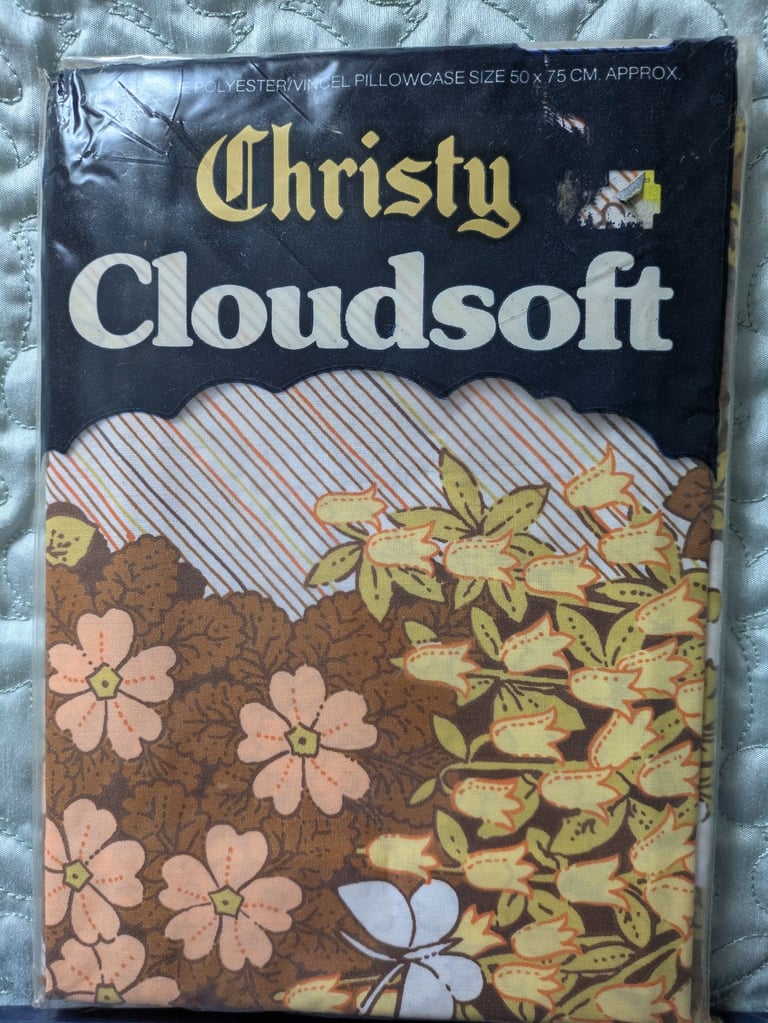 POLYESTER/VINCEL PILLOWCASE SIZE 50 x 75 CM. APPROX.
Christy
Cloudsoft